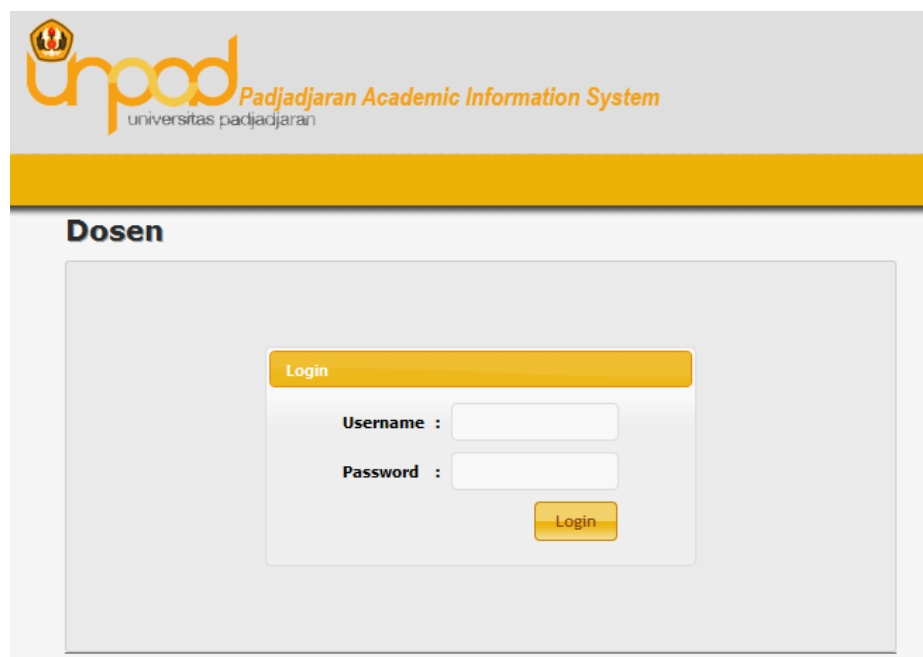 unpad
Padjadjaran Academic Information System
universitas padjadjaran
Dosen
Login
Username :
Password :
Login